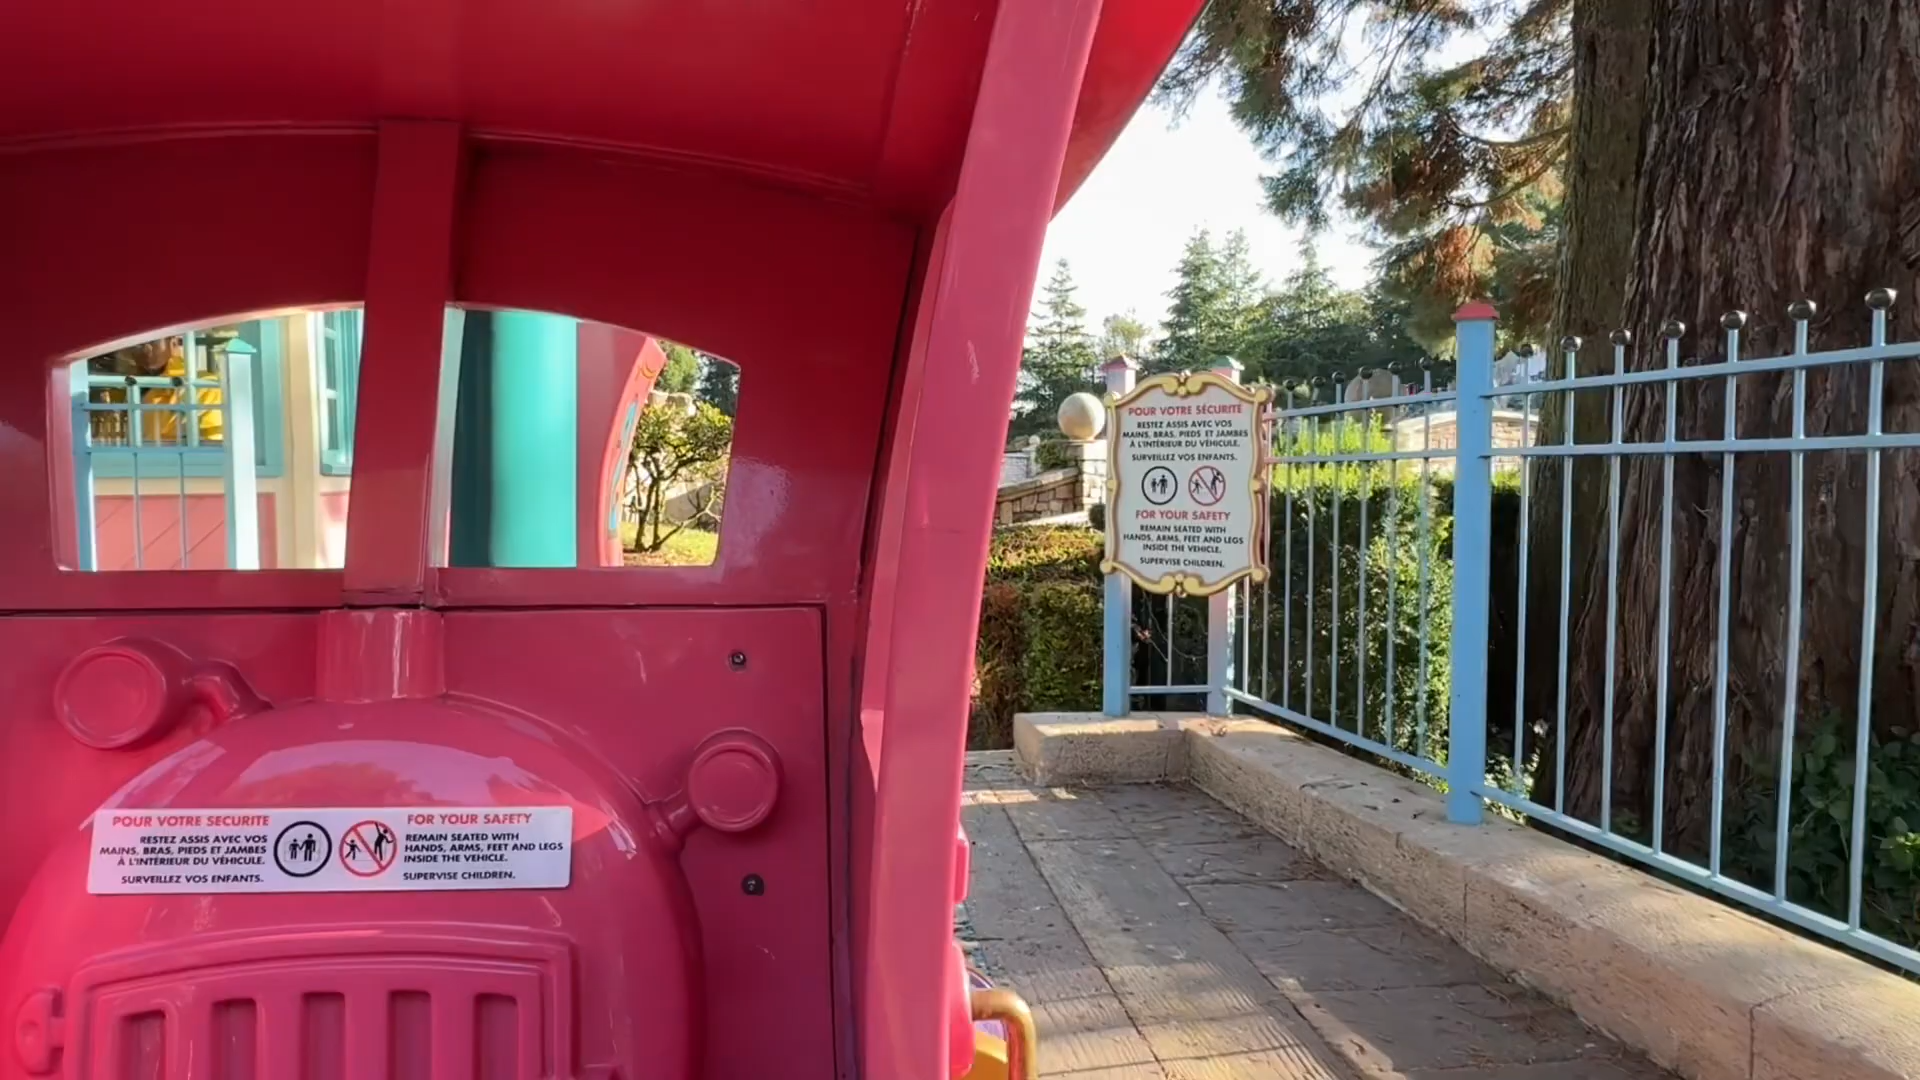 POUR VOTRE SECURITE
RESTEZ ASSIS AVEC VOS
MAINS, BRAS, PIEDS ET JAMBES
À L'INTÉRIEUR DU VÉHICULE.
SURVEILLEZ VOS ENFANTS.
FOR YOUR SAFETY
REMAIN SEATED WITH
HANDS, ARMS, FEET AND LEGS
INSIDE THE VEHICLE.
SUPERVISE CHILDREN.
POUR VOTRE SÉCURITÉ
RESTEZ ASSIS AVEC VOS
MAINS, BRAS, PIEDS ET JAMBES
À L'INTÉRIEUR DU VÉHICULE.
SURVEILLEZ VOS ENFANTS.
FOR YOUR SAFETY
REMAIN SEATED WITH
HANDS, ARMS, FEET AND LEGS
INSIDE THE VEHICLE.
SUPERVISE CHILDREN.